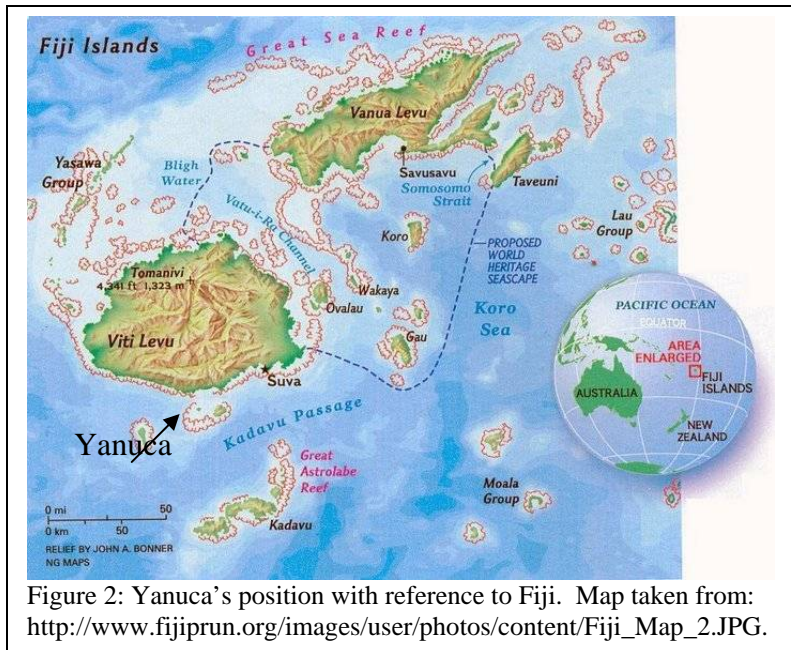 Fiji Islands
Great Sea Reef
Vanua Levu
Yasawa
Group
Bligh
Water
Savusavu
Somosomo
Strait
Taveuni
Vatu-i-Ra Channel
Koro
Lau
Group
PROPOSED
WORLD
HERITAGE
SEASCAPE
Tomanivi
4,341 ft 1,323 m
Wakaya
Ovalau
Koro
Sea
Viti Levu
Gau
Suva
PACIFIC OCEAN
EQUATOR
AREA
ENLARGED
FIJI
ISLANDS
AUSTRALIA
NEW
ZEALAND
Yanuca
Kadavu Passage
Great
Astrolabe
Reef
Moala
Group
Kadavu
0 mi 50
0 km 50
RELIEF BY JOHN A. BONNER
NG MAPS
Figure 2: Yanuca's position with reference to Fiji. Map taken from:
http://www.fijiprun.org/images/user/photos/content/Fiji_Map_2.JPG.